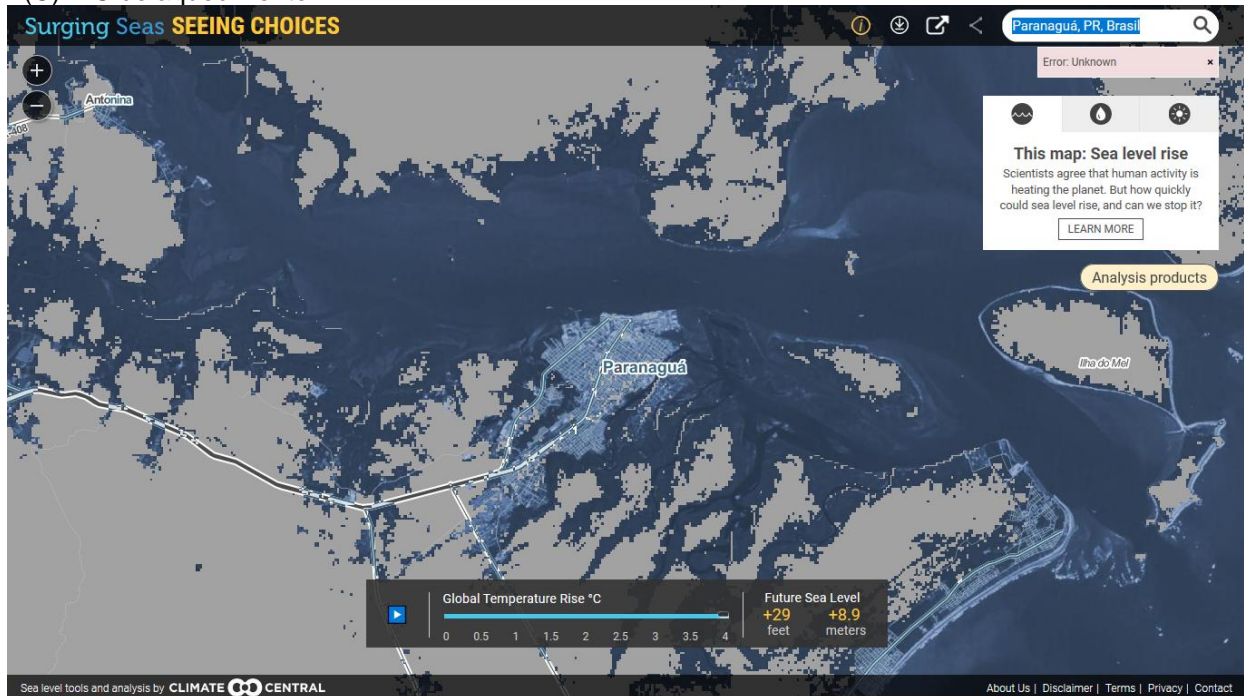 Surging Seas SEEING CHOICES
Paranaguá, PR, Brasil
Error: Unknown ×
+
−
Antonina
408
This map: Sea level rise
Scientists agree that human activity is
heating the planet. But how quickly
could sea level rise, and can we stop it?
LEARN MORE
Analysis products
Paranaguá
Ilha do Mel
Global Temperature Rise °C
0 0.5 1 1.5 2 2.5 3 3.5 4
Future Sea Level
+29 +8.9
feet meters
Sea level tools and analysis by CLIMATE CENTRAL
About Us | Disclaimer | Terms | Privacy | Contact